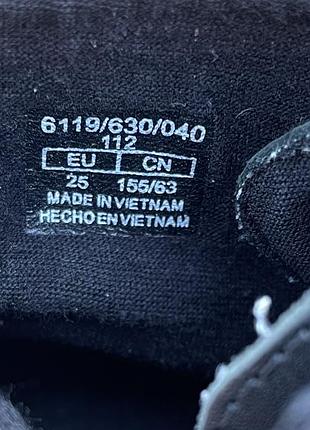 6119/630/040
112
EU CN
25 155/63
MADE IN VIETNAM
HECHO EN VIETNAM